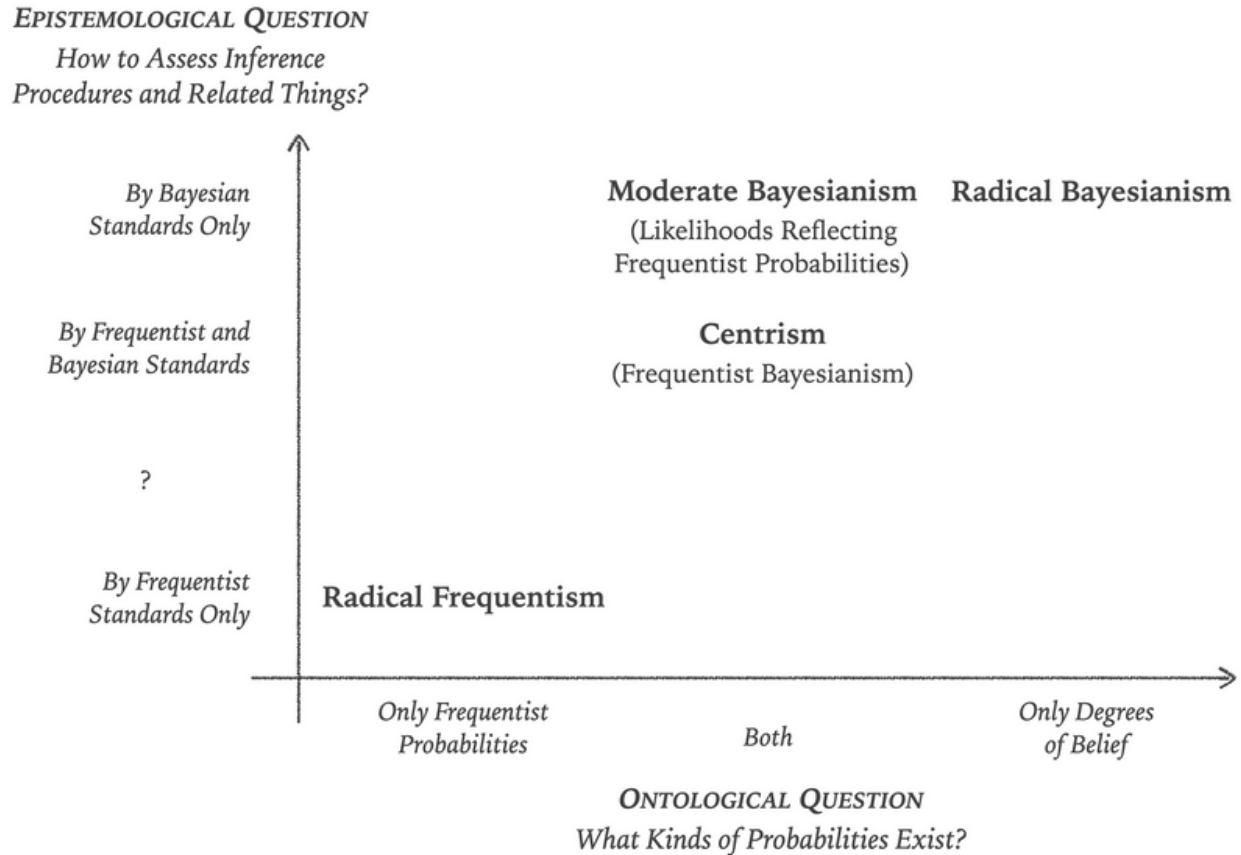 EPISTEMOLOGICAL QUESTION
How to Assess Inference
Procedures and Related Things?
By Bayesian
Standards Only
Moderate Bayesianism
(Likelihoods Reflecting
Frequentist Probabilities)
Radical Bayesianism
By Frequentist and
Bayesian Standards
Centrism
(Frequentist Bayesianism)
?
By Frequentist
Standards Only
Radical Frequentism
Only Frequentist
Probabilities
Both
Only Degrees
of Belief
ONTOLOGICAL QUESTION
What Kinds of Probabilities Exist?